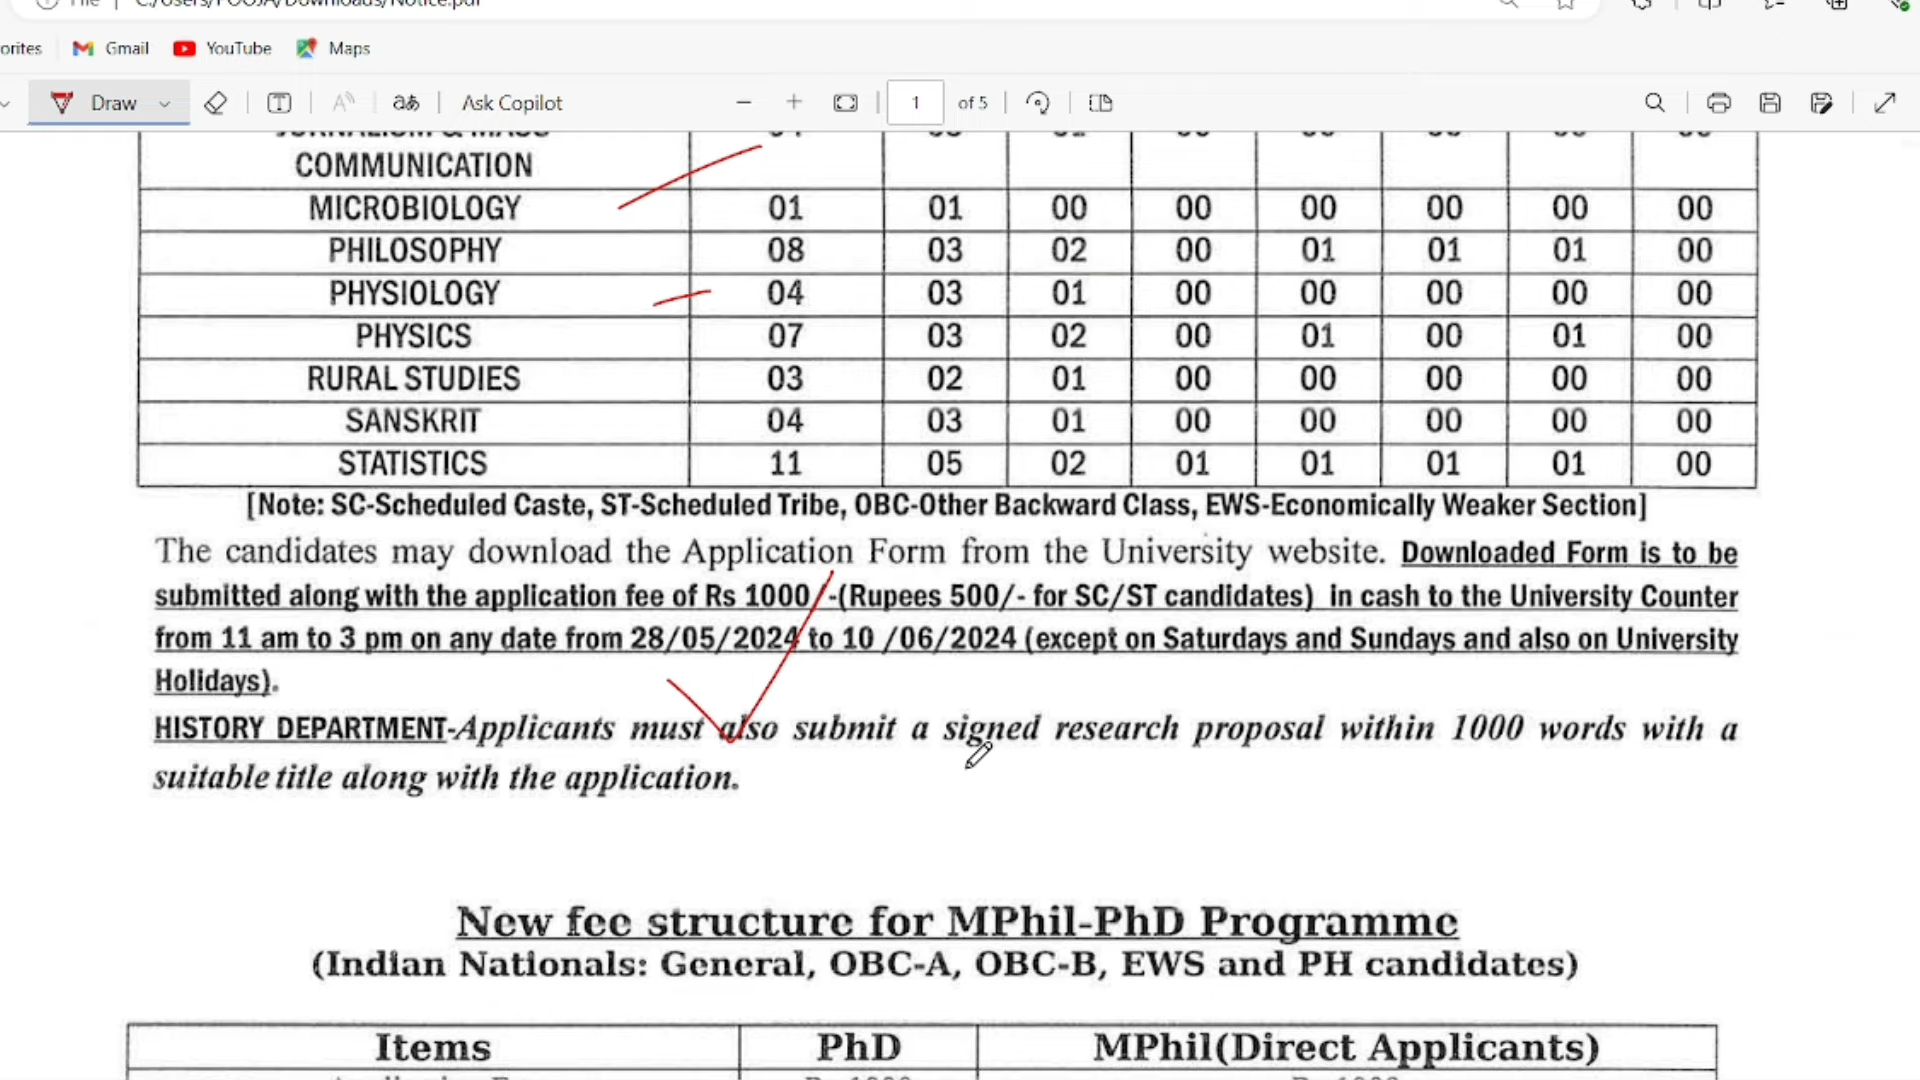 C:/Users/POOJA/Downloads/Notice.pdf
Gmail YouTube Maps
Draw Ask Copilot 1 of 5
COMMUNICATION
MICROBIOLOGY 01 01 00 00 00 00 00 00
PHILOSOPHY 08 03 02 00 01 01 01 00
PHYSIOLOGY 04 03 01 00 00 00 00 00
PHYSICS 07 03 02 00 01 00 01 00
RURAL STUDIES 03 02 01 00 00 00 00 00
SANSKRIT 04 03 01 00 00 00 00 00
STATISTICS 11 05 02 01 01 01 01 00
[Note: SC-Scheduled Caste, ST-Scheduled Tribe, OBC-Other Backward Class, EWS-Economically Weaker Section]
The candidates may download the Application Form from the University website. Downloaded Form is to be
submitted along with the application fee of Rs 1000/-(Rupees 500/- for SC/ST candidates) in cash to the University Counter
from 11 am to 3 pm on any date from 28/05/2024 to 10 /06/2024 (except on Saturdays and Sundays and also on University
Holidays).
HISTORY DEPARTMENT-Applicants must also submit a signed research proposal within 1000 words with a
suitable title along with the application.
New fee structure for MPhil-PhD Programme
(Indian Nationals: General, OBC-A, OBC-B, EWS and PH candidates)
Items PhD MPhil(Direct Applicants)